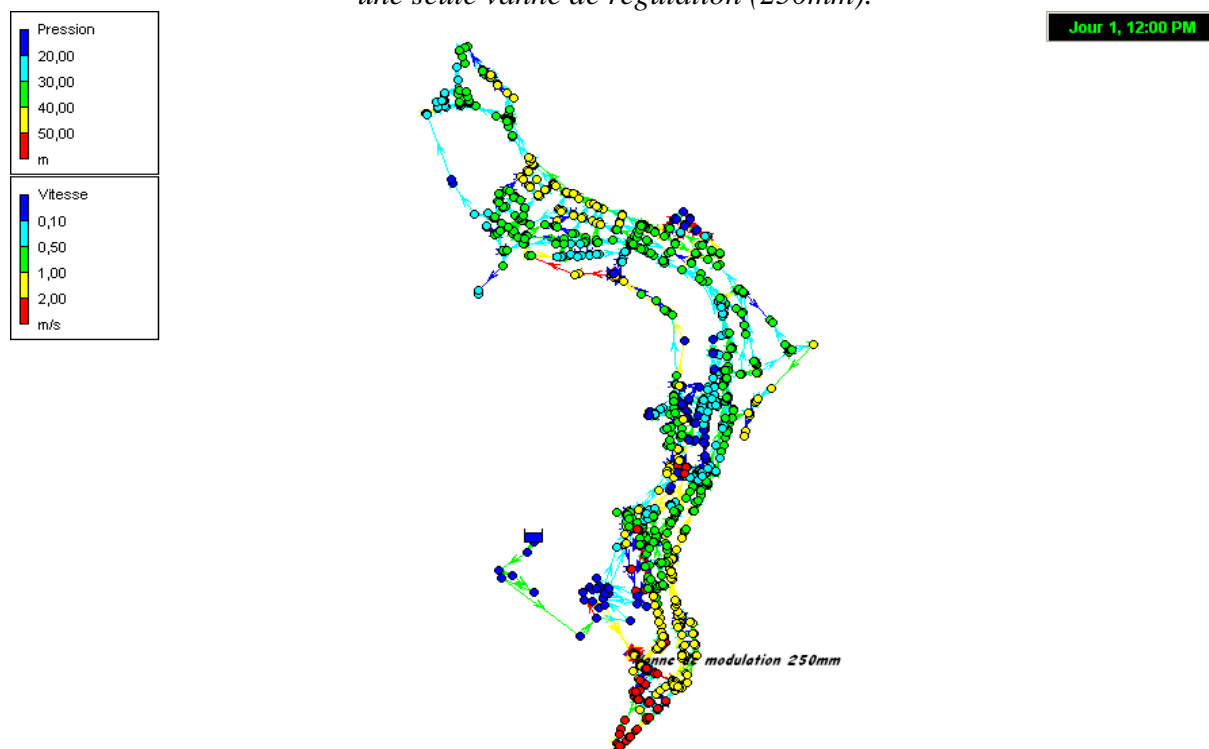 une seule vanne de régulation (250mm).
Jour 1, 12:00 PM
Pression
20,00
30,00
40,00
50,00
m
Vitesse
0,10
0,50
1,00
2,00
m/s
de modulation 250mm